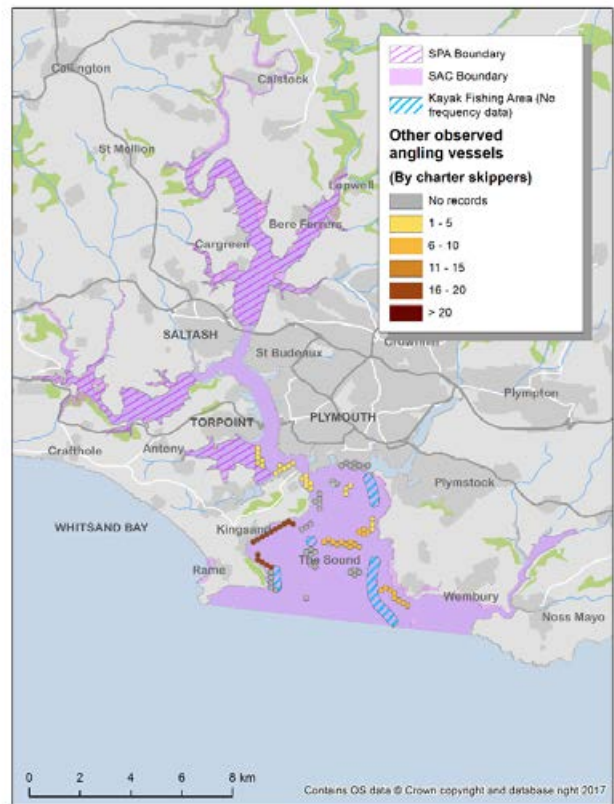 SPA Boundary
SAC Boundary
Kayak Fishing Area (No
frequency data)
Other observed
angling vessels
(By charter skippers)
No records
1 - 5
6 - 10
11 - 15
16 - 20
> 20
Callington
Calstock
St Mellion
Lopwell
Bere Ferrers
Cargreen
SALTASH
St Budeaux
Crownhill
Plympton
TORPOINT
PLYMOUTH
Crafthole
Antony
Plymstock
WHITSAND BAY
Kingsand
The Sound
Rame
Wembury
Noss Mayo
0 2 4 6 8 km
Contains OS data © Crown copyright and database right 2017